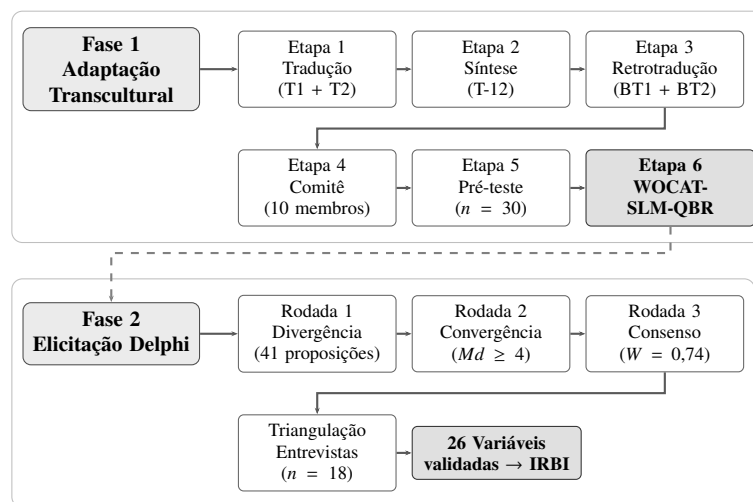 Fase 1
Adaptação
Transcultural
Etapa 1
Tradução
(T1 + T2)
Etapa 2
Síntese
(T-12)
Etapa 3
Retrotradução
(BT1 + BT2)
Etapa 4
Comitê
(10 membros)
Etapa 5
Pré-teste
(n = 30)
Etapa 6
WOCAT-
SLM-QBR
Fase 2
Elicitação Delphi
Rodada 1
Divergência
(41 proposições)
Rodada 2
Convergência
(Md ≥ 4)
Rodada 3
Consenso
(W = 0,74)
Triangulação
Entrevistas
(n = 18)
26 Variáveis
validadas → IRBI